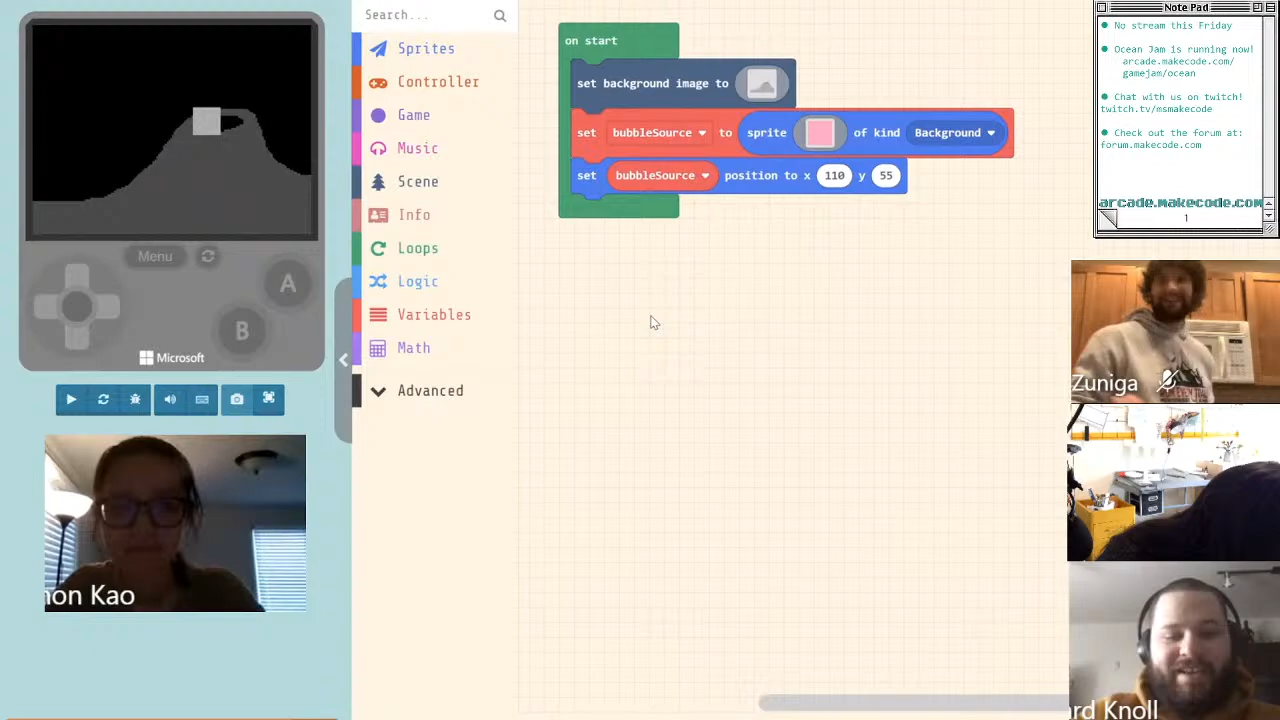 Search...
Sprites
Controller
Game
Music
Scene
Info
Loops
Logic
Variables
Math
Advanced
on start
set background image to
set bubbleSource to sprite of kind Background
set bubbleSource position to x 110 y 55
Menu
A
B
Microsoft
Note Pad
No stream this Friday
Ocean Jam is running now!
arcade.makecode.com/
gamejam/ocean
Chat with us on twitch!
twitch.tv/msmakecode
Check out the forum at:
forum.makecode.com
arcade.makecode.com
1
Zuniga
non Kao
rd Knoll